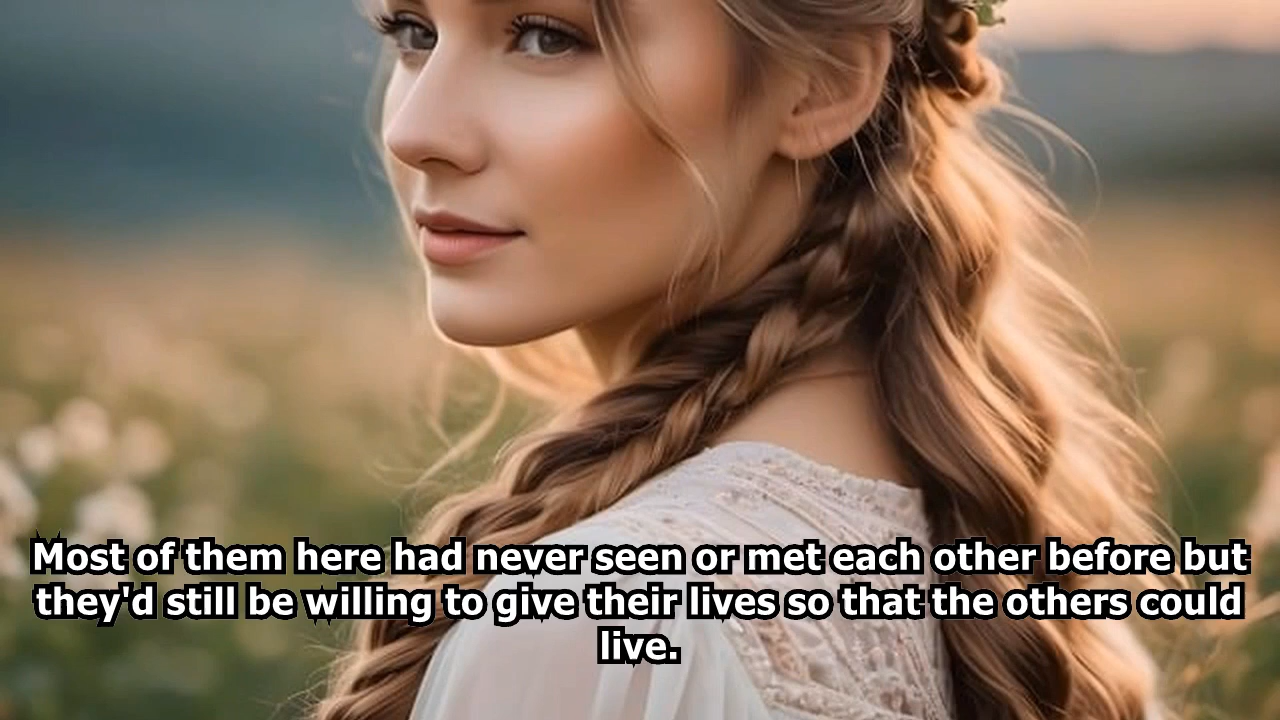 Most of them here had never seen or met each other before but
they'd still be willing to give their lives so that the others could
live.